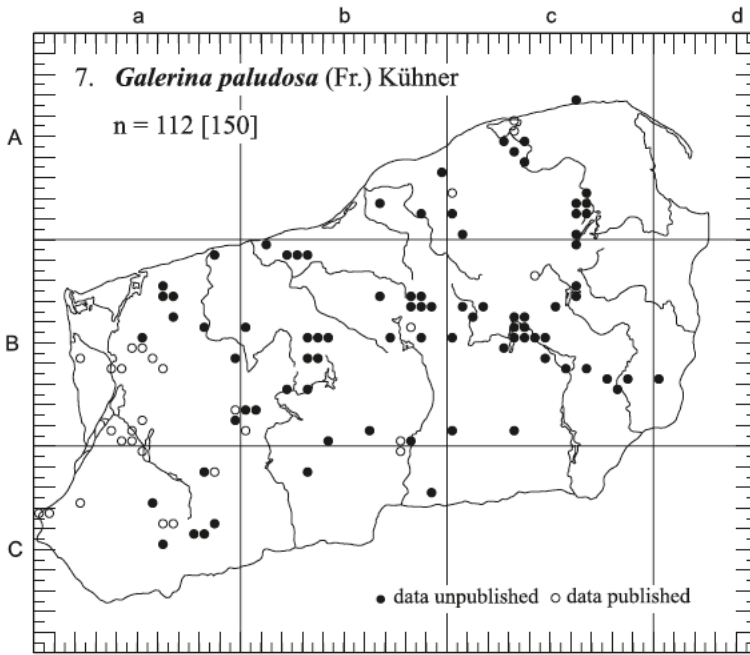 a b c d
7. Galerina paludosa (Fr.) Kühner
n = 112 [150]
A
B
C
data unpublished data published